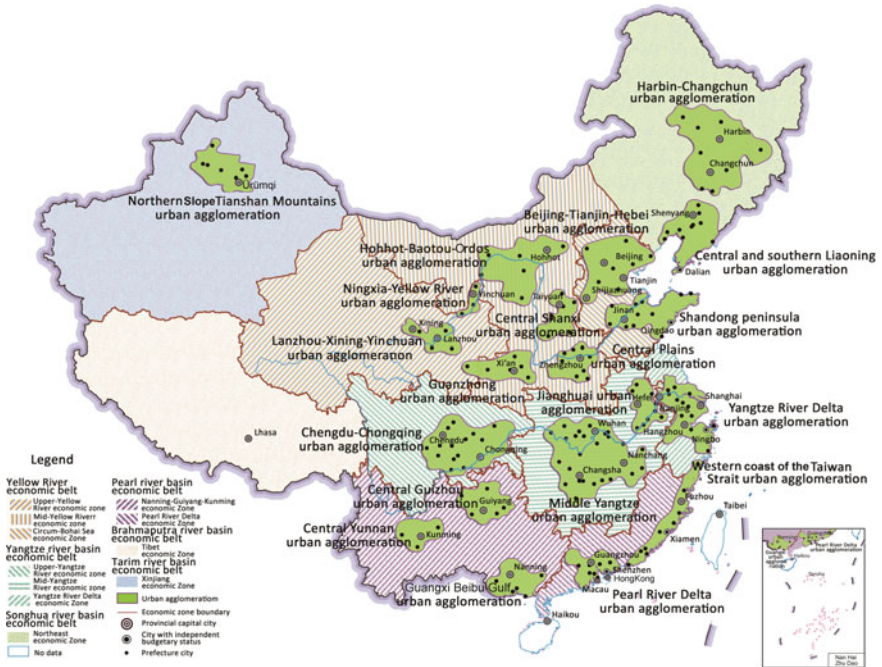 Harbin-Changchun
urban agglomeration
Harbin
Changchun
Ürümqi
Northern Slope Tianshan Mountains
urban agglomeration
Shenyang
Beijing-Tianjin-Hebei
urban agglomeration
Hohhot-Baotou-Ordos
urban agglomeration
Hohhot
Beijing
Central and southern Liaoning
urban agglomeration
Dalian
Tianjin
Ningxia-Yellow River
urban agglomeration
Yinchuan
Taiyuan
Shijiazhuang
Jinan
Qingdao
Shandong peninsula
urban agglomeration
Central Shanxi
urban agglomeration
Xining
Lanzhou
Lanzhou-Xining-Yinchuan
urban agglomeration
Xi'an
Zhengzhou
Central Plains
urban agglomeration
Guanzhong
urban agglomeration
Jianghuai urban
agglomeration
Hefei
Nanjing
Shanghai
Yangtze River Delta
urban agglomeration
Hangzhou
Ningbo
Wuhan
Lhasa
Chengdu-Chongqing
urban agglomeration
Chengdu
Chongqing
Nanchang
Changsha
Western coast of the Taiwan
Strait urban agglomeration
Central Guizhou
urban agglomeration
Guiyang
Middle Yangtze
urban agglomeration
Fuzhou
Taibei
Central Yunnan
urban agglomeration
Kunming
Xiamen
Nanning
Guangxi Beibu Gulf
urban agglomeration
Guangzhou
Shenzhen
HongKong
Macau
Pearl River Delta
urban agglomeration
Haikou
Legend
Yellow River
economic belt
Upper-Yellow
River economic zone
Mid-Yellow Riverr
economic zone
Circum-Bohai Sea
economic Zone
Yangtze river basin
economic belt
Upper-Yangtze
River economic zone
Mid-Yangtze
River economic zone
Yangtze River Delta
economic Zone
Songhua river basin
economic belt
Northeast
economic Zone
No data
Pearl river basin
economic belt
Nanning-Guiyang-Kunming
economic Zone
Pearl River Delta
economic Zone
Brahmaputra river basin
economic belt
Tibet
economic Zone
Tarim river basin
economic belt
Xinjiang
economic Zone
Urban agglomeratiom
Economic zone boundary
Provincial capital city
City with independent
budgetary status
Prefecture city
Pearl River Delta
urban agglomeration
Nan Hai
Zhu Dao